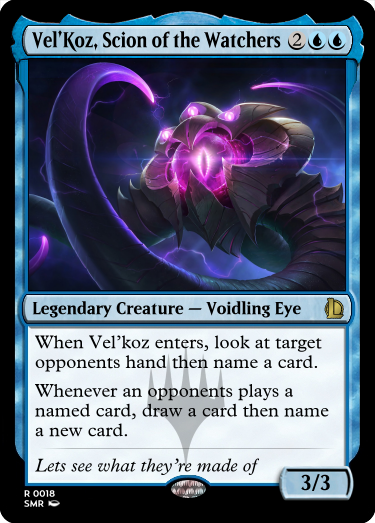 Vel'Koz, Scion of the Watchers 2
Legendary Creature — Voidling Eye
When Vel'koz enters, look at target
opponents hand then name a card.
Whenever an opponents plays a
named card, draw a card then name
a new card.
Lets see what they're made of
3/3
R 0018
SMR